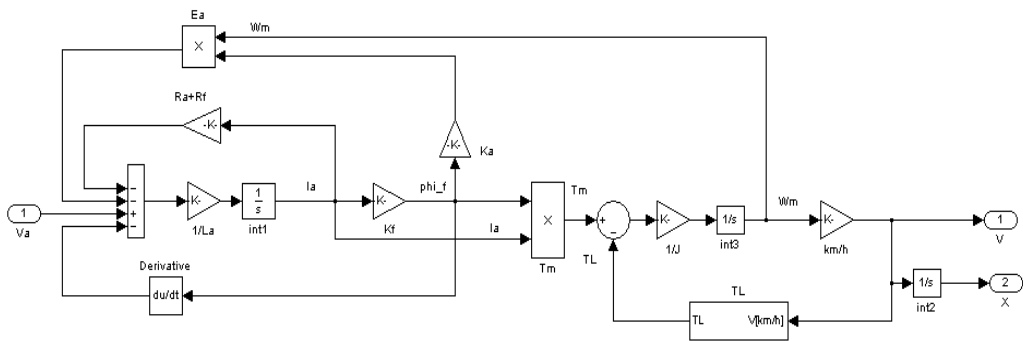 Ea
X
Wm
Ra+Rf
-K-
-K-
Ka
1
Va
−
−
+
−
K-
1/La
1
s
int1
Ia
K-
Kf
phi_f
Ia
X
Tm
Tm
+
−
TL
K-
1/J
1/s
int3
Wm
K-
km/h
1
V
1/s
int2
2
X
Derivative
du/dt
TL
TL
V[km/h]